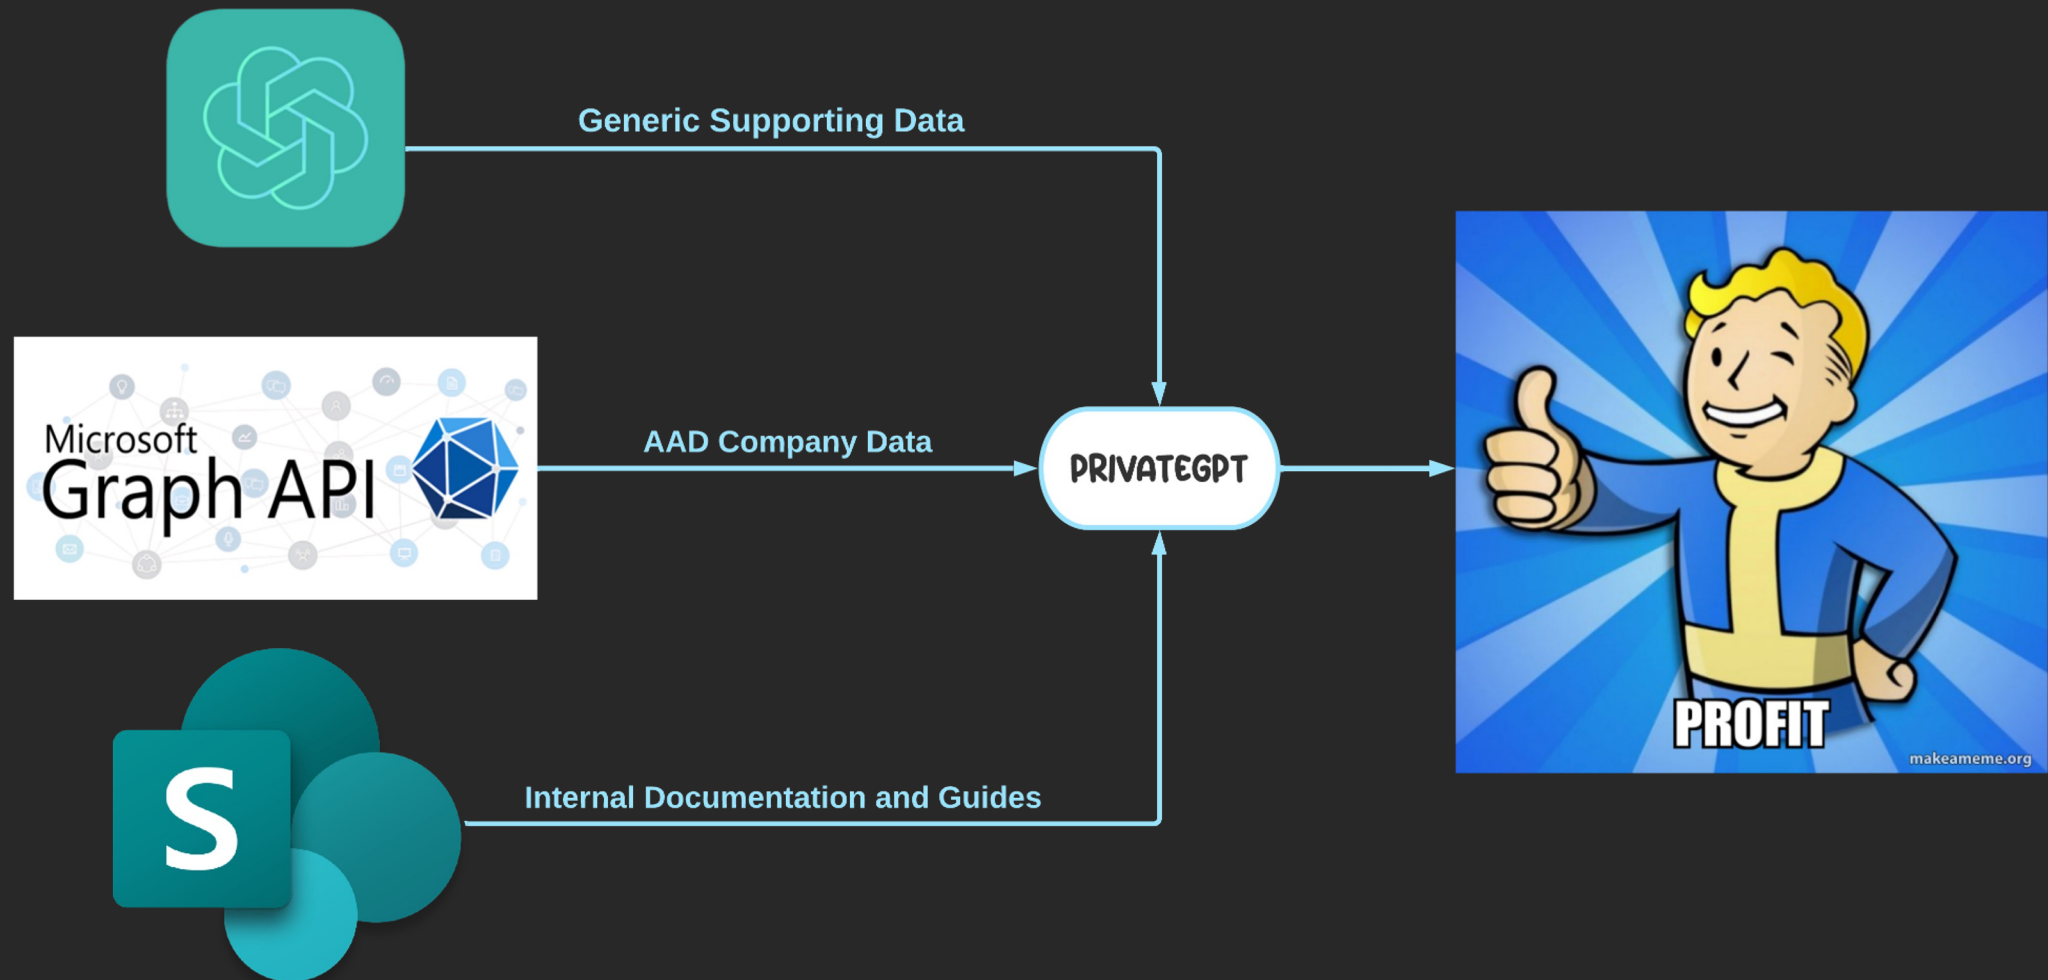 Generic Supporting Data
Microsoft
Graph API
AAD Company Data
PRIVATEGPT
S
Internal Documentation and Guides
PROFIT
makeameme.org